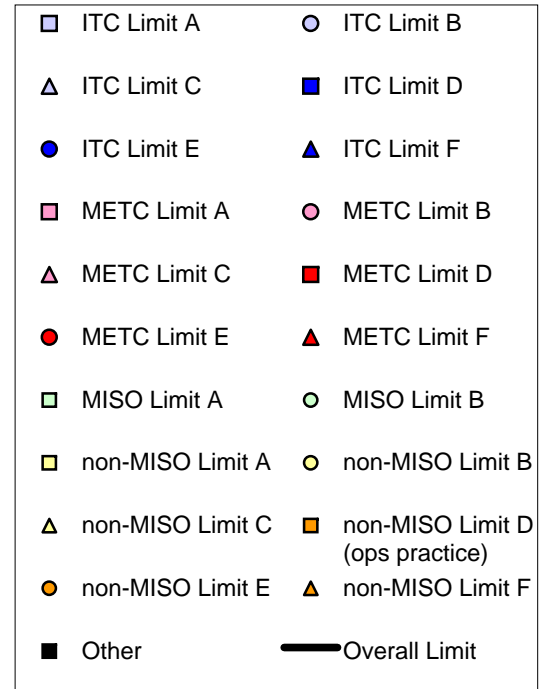 ITC Limit A ITC Limit B
ITC Limit C ITC Limit D
ITC Limit E ITC Limit F
METC Limit A METC Limit B
METC Limit C METC Limit D
METC Limit E METC Limit F
MISO Limit A MISO Limit B
non-MISO Limit A non-MISO Limit B
non-MISO Limit C non-MISO Limit D
(ops practice)
non-MISO Limit E non-MISO Limit F
Other Overall Limit